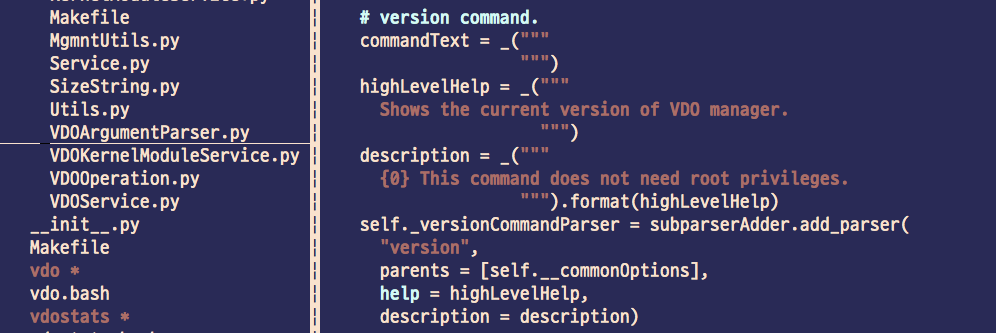 Makefile
MgmntUtils.py
Service.py
SizeString.py
Utils.py
VDOArgumentParser.py
VDOKernelModuleService.py
VDOOperation.py
VDOService.py
__init__.py
Makefile
vdo *
vdo.bash
vdostats *
# version command.
commandText = _("""
""")
highLevelHelp = _("""
Shows the current version of VDO manager.
""")
description = _("""
{0} This command does not need root privileges.
""").format(highLevelHelp)
self._versionCommandParser = subparserAdder.add_parser(
"version",
parents = [self.__commonOptions],
help = highLevelHelp,
description = description)